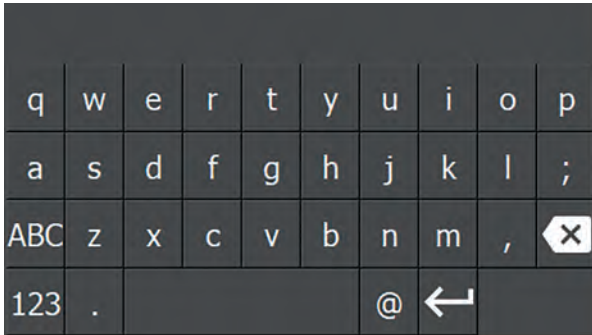 q w e r t y u i o p
a s d f g h j k l ;
ABC z x c v b n m ,
123 . @